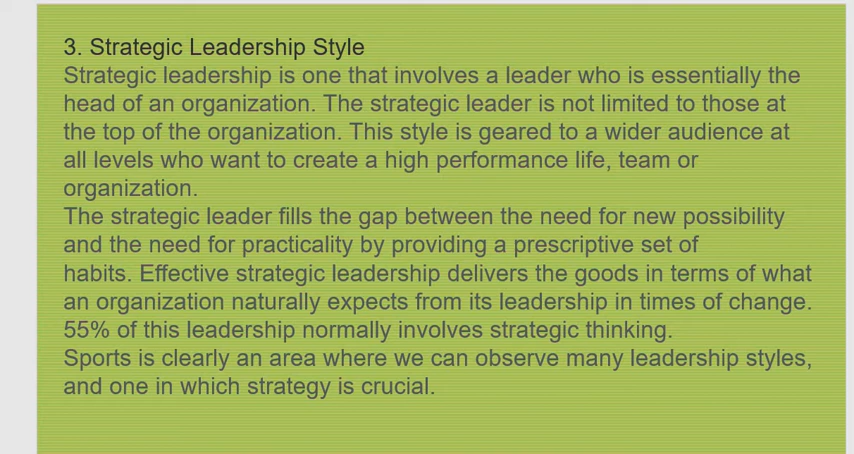 3. Strategic Leadership Style
Strategic leadership is one that involves a leader who is essentially the
head of an organization. The strategic leader is not limited to those at
the top of the organization. This style is geared to a wider audience at
all levels who want to create a high performance life, team or
organization.
The strategic leader fills the gap between the need for new possibility
and the need for practicality by providing a prescriptive set of
habits. Effective strategic leadership delivers the goods in terms of what
an organization naturally expects from its leadership in times of change.
55% of this leadership normally involves strategic thinking.
Sports is clearly an area where we can observe many leadership styles,
and one in which strategy is crucial.